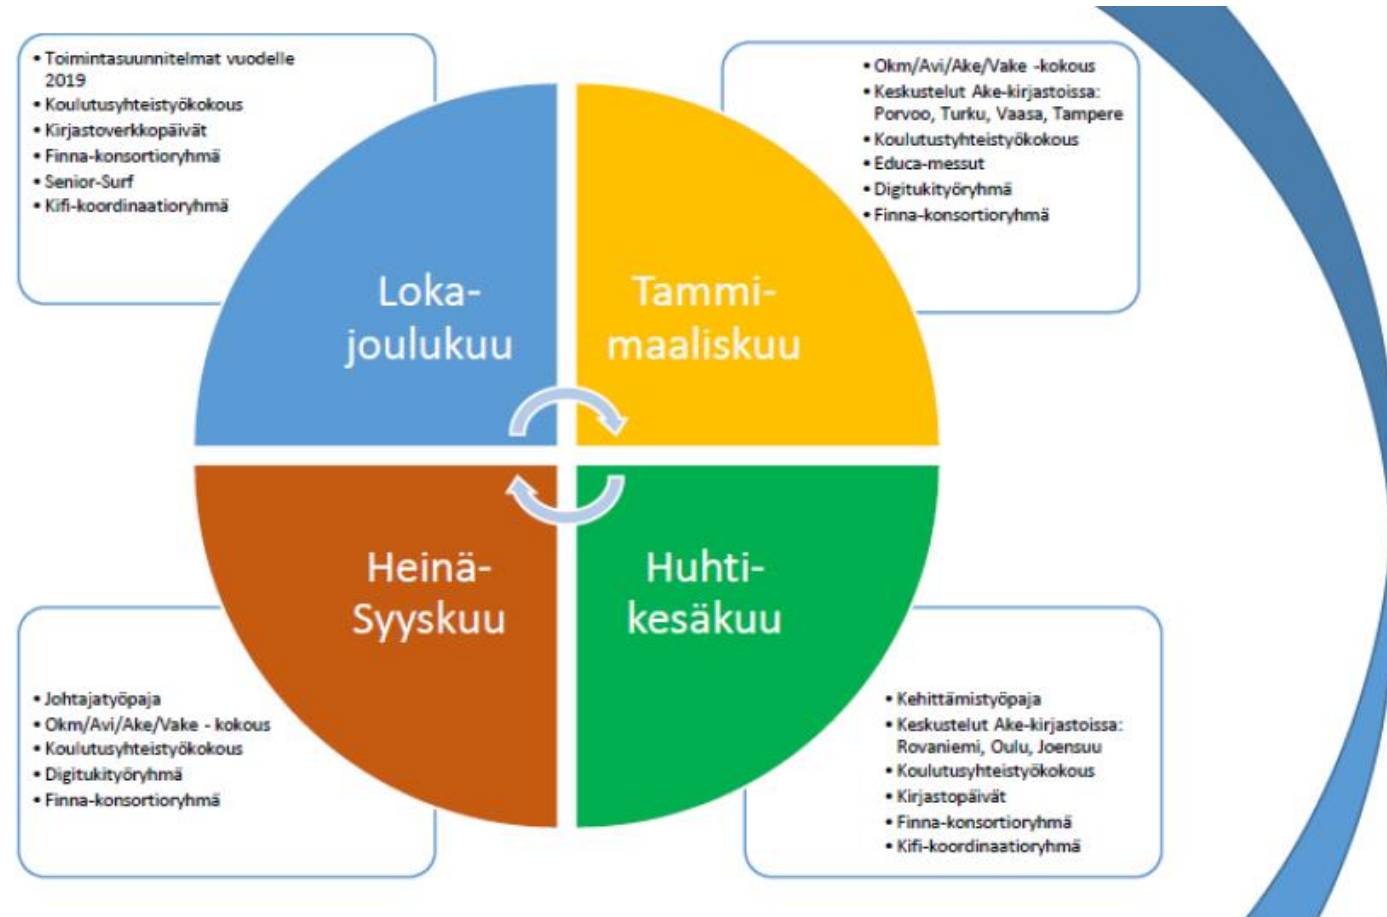 • Toimintasuunnitelmat vuodelle
2019
• Koulutusyhteistyökokous
• Kirjastoverkkopäivät
• Finna-konsortioryhmä
• Senior-Surf
• Kifi-koordinaatioryhmä
• Okm/Avi/Ake/Vake -kokous
• Keskustelut Ake-kirjastoissa:
Porvoo, Turku, Vaasa, Tampere
• Koulutustyhteistyökokous
• Educa-messut
• Digitukityöryhmä
• Finna-konsortioryhmä
Loka-
joulukuu
Tammi-
maaliskuu
Heinä-
Syyskuu
Huhti-
kesäkuu
• Johtajatyöpaja
• Okm/Avi/Ake/Vake - kokous
• Koulutusyhteistyökokous
• Digitukityöryhmä
• Finna-konsortioryhmä
• Kehittämistyöpaja
• Keskustelut Ake-kirjastoissa:
Rovaniemi, Oulu, Joensuu
• Koulutusyhteistyökokous
• Kirjastopäivät
• Finna-konsortioryhmä
• Kifi-koordinaatioryhmä